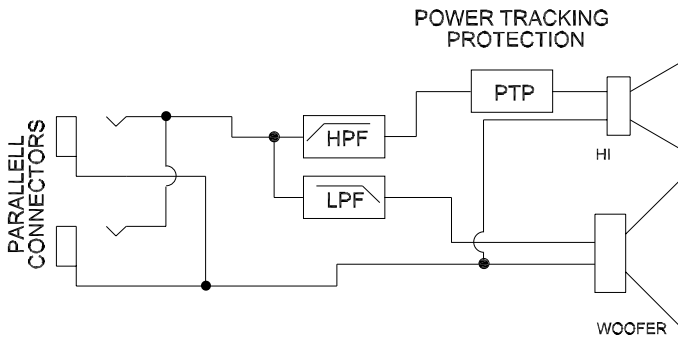 POWER TRACKING
PROTECTION
PTP
HPF
HI
LPF
PARALLELL
CONNECTORS
WOOFER